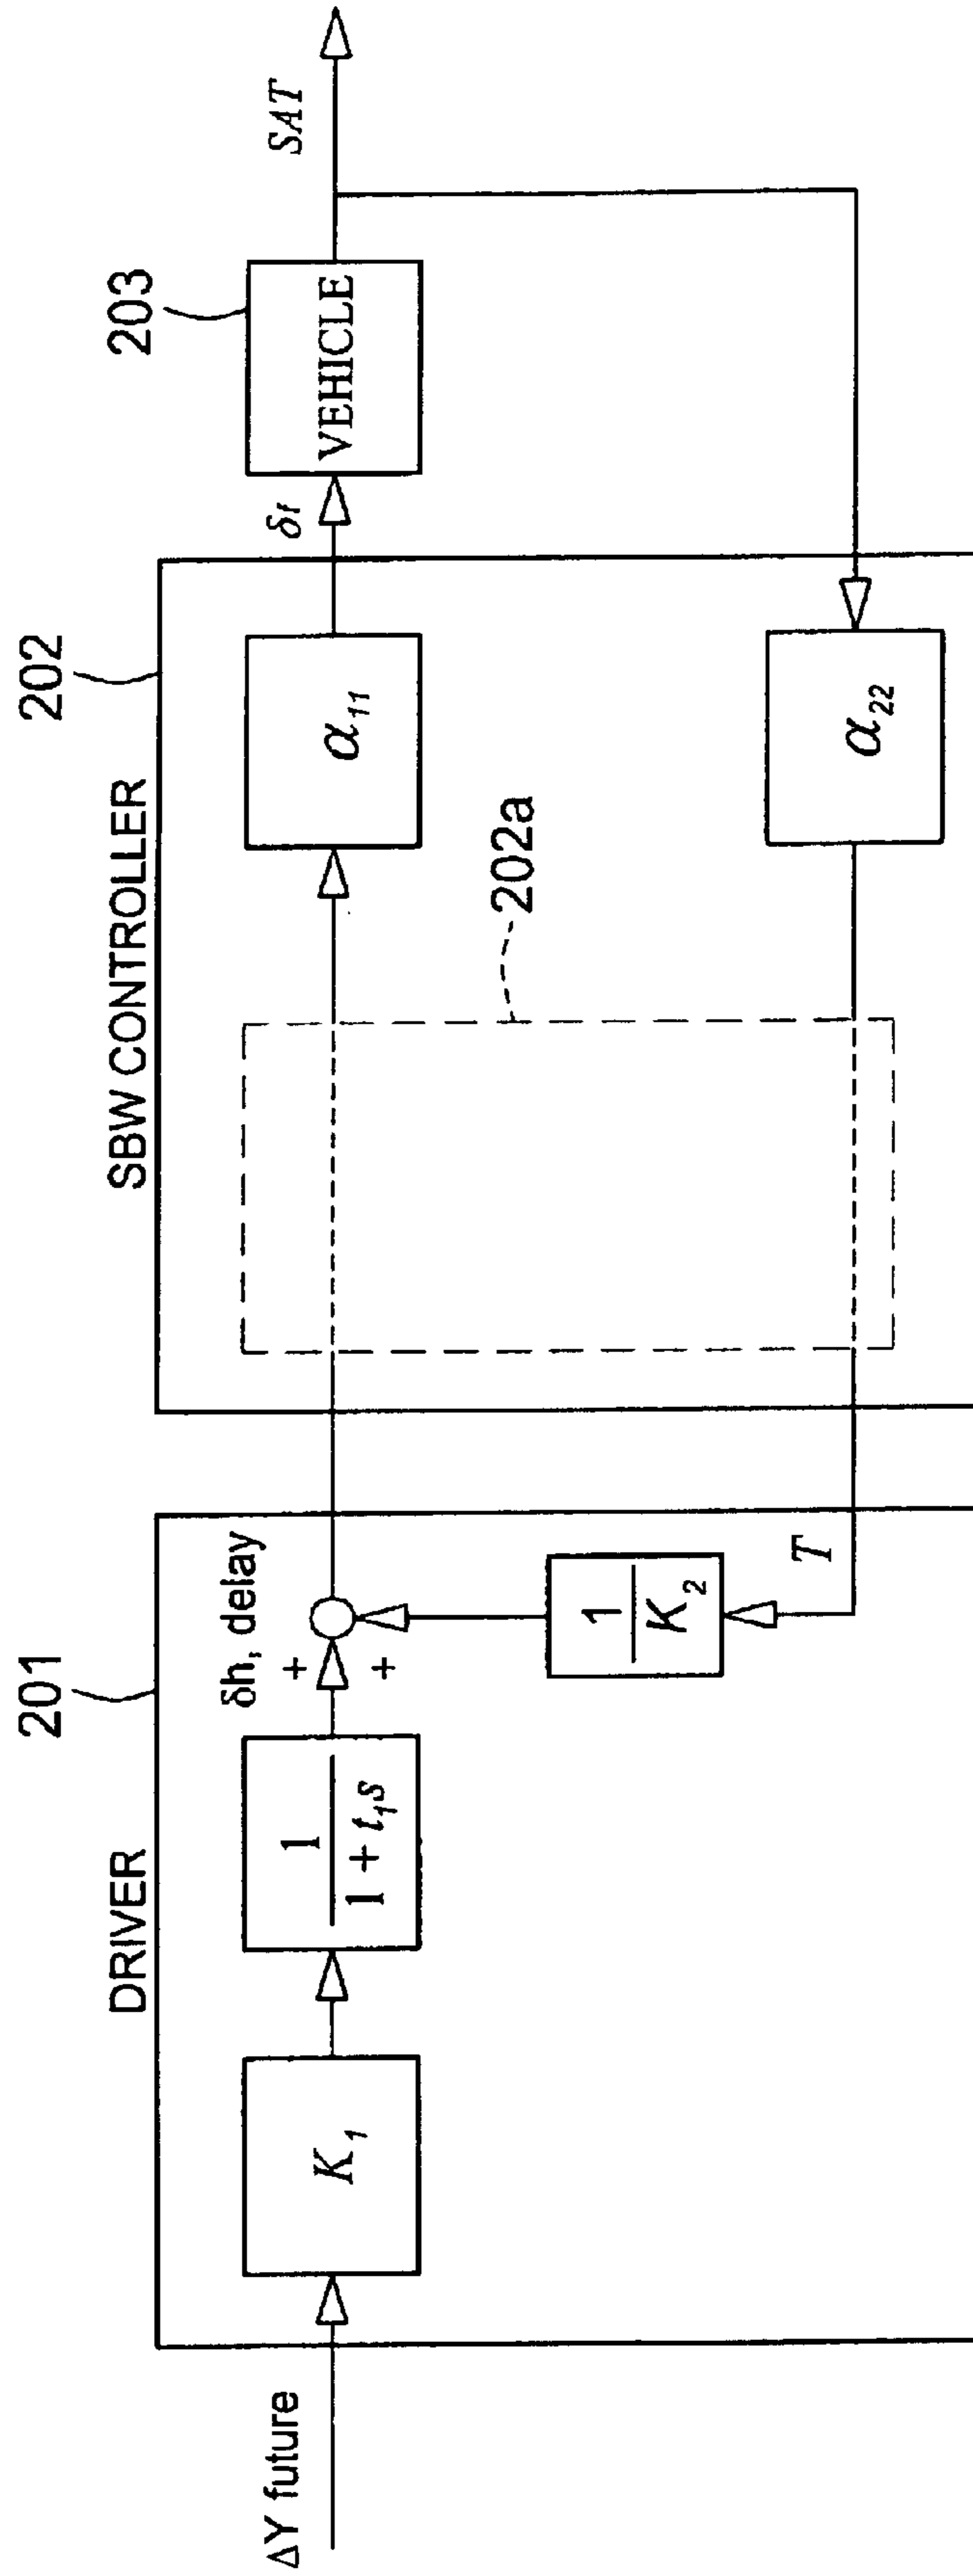 201
DRIVER
ΔY future
K1
1
1 + t1s
δh, delay
+
+
1
K2
T
202
SBW CONTROLLER
202a
α11
α22
δf
203
VEHICLE
SAT